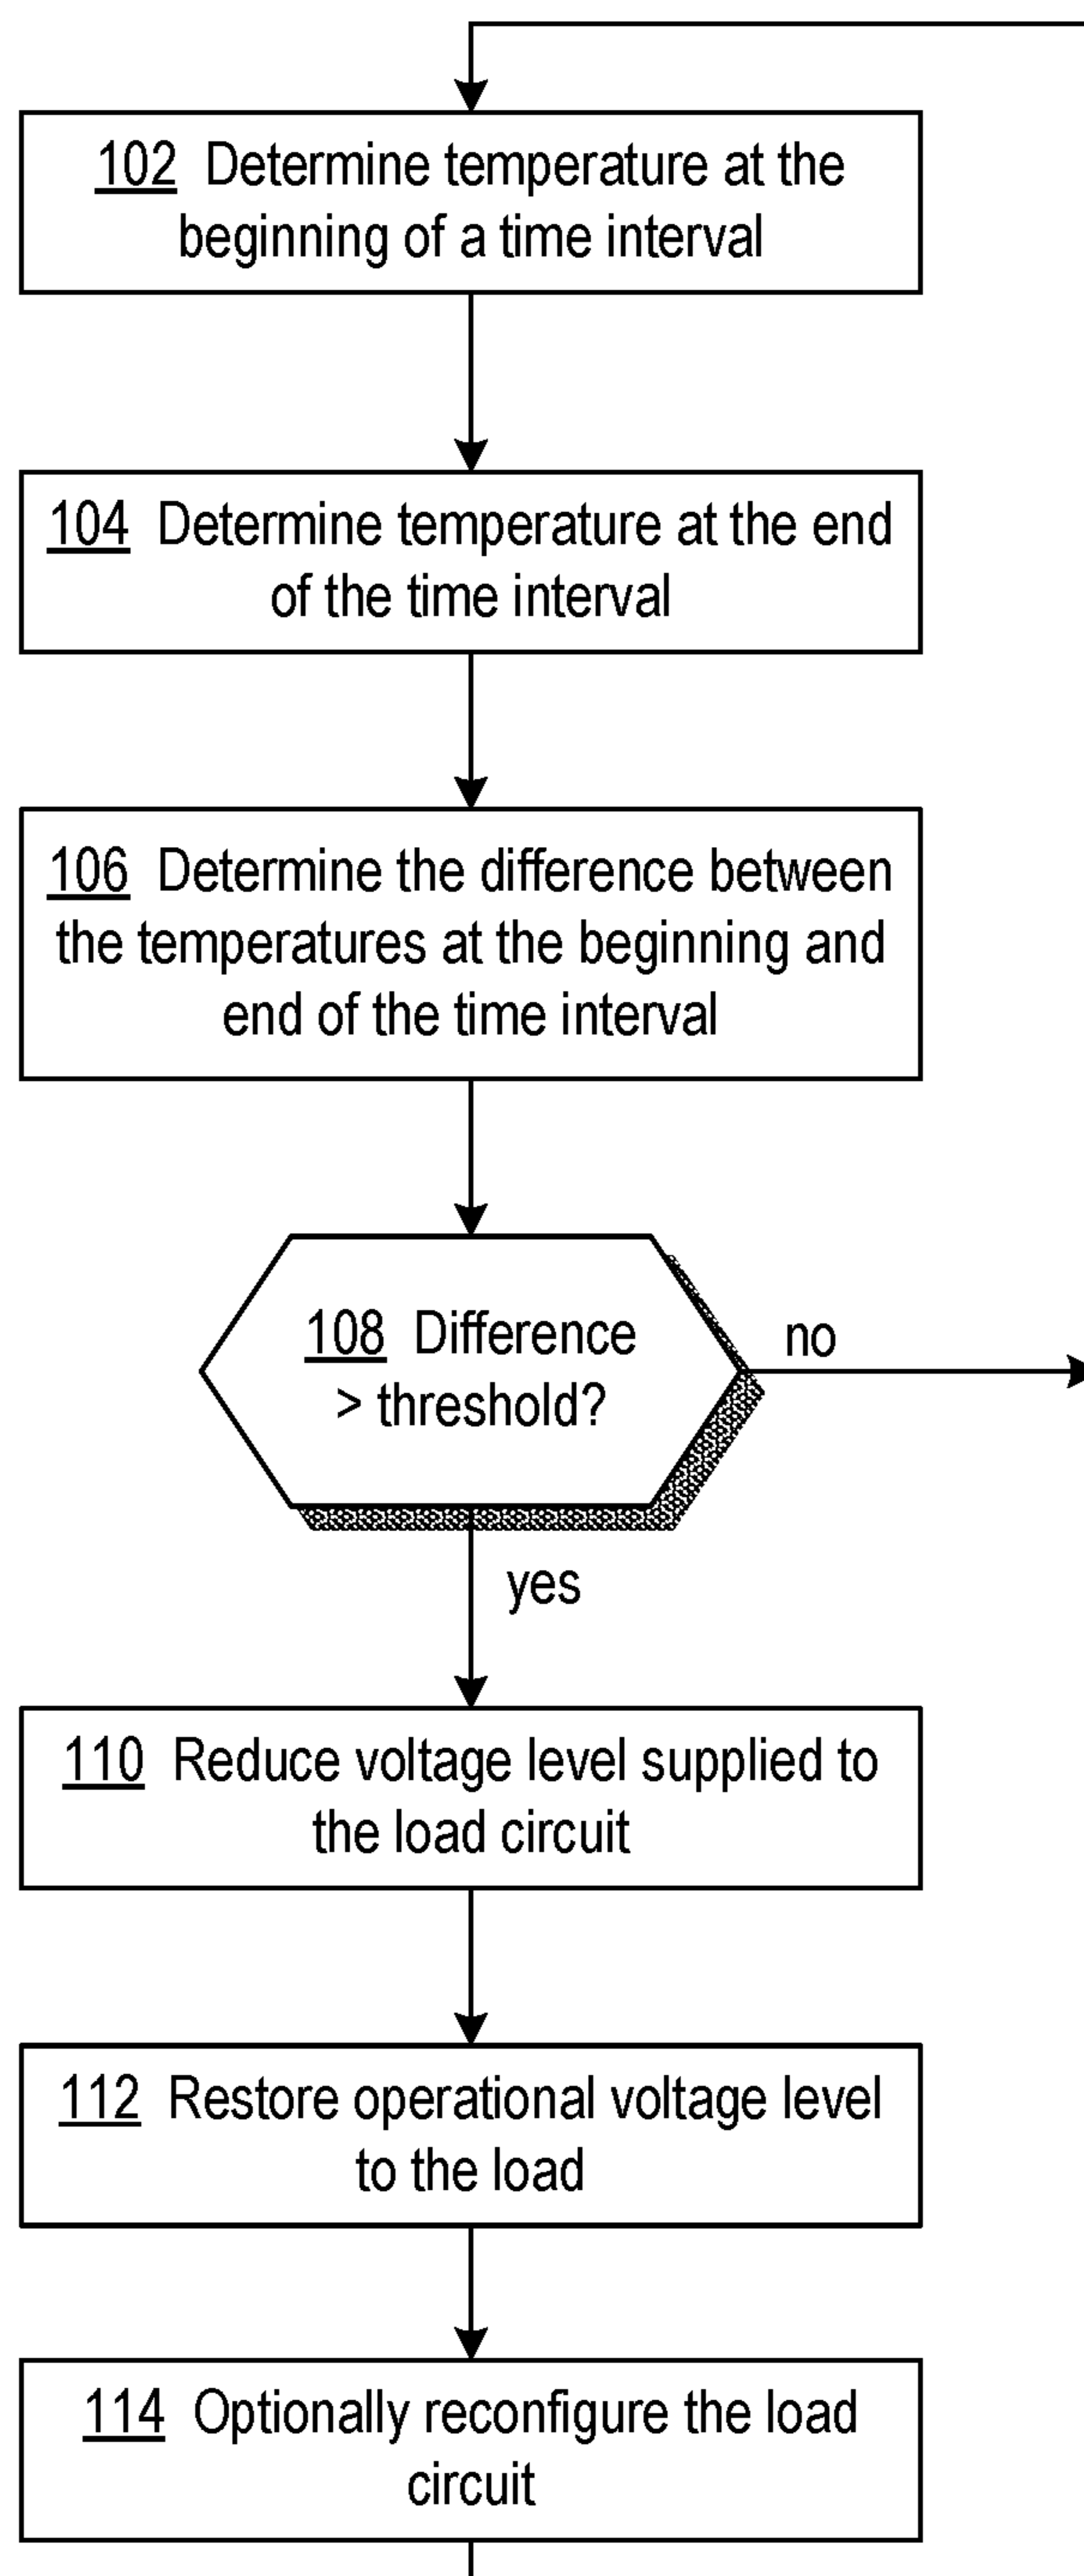 102 Determine temperature at the
beginning of a time interval
104 Determine temperature at the end
of the time interval
106 Determine the difference between
the temperatures at the beginning and
end of the time interval
108 Difference
> threshold?
no
yes
110 Reduce voltage level supplied to
the load circuit
112 Restore operational voltage level
to the load
114 Optionally reconfigure the load
circuit